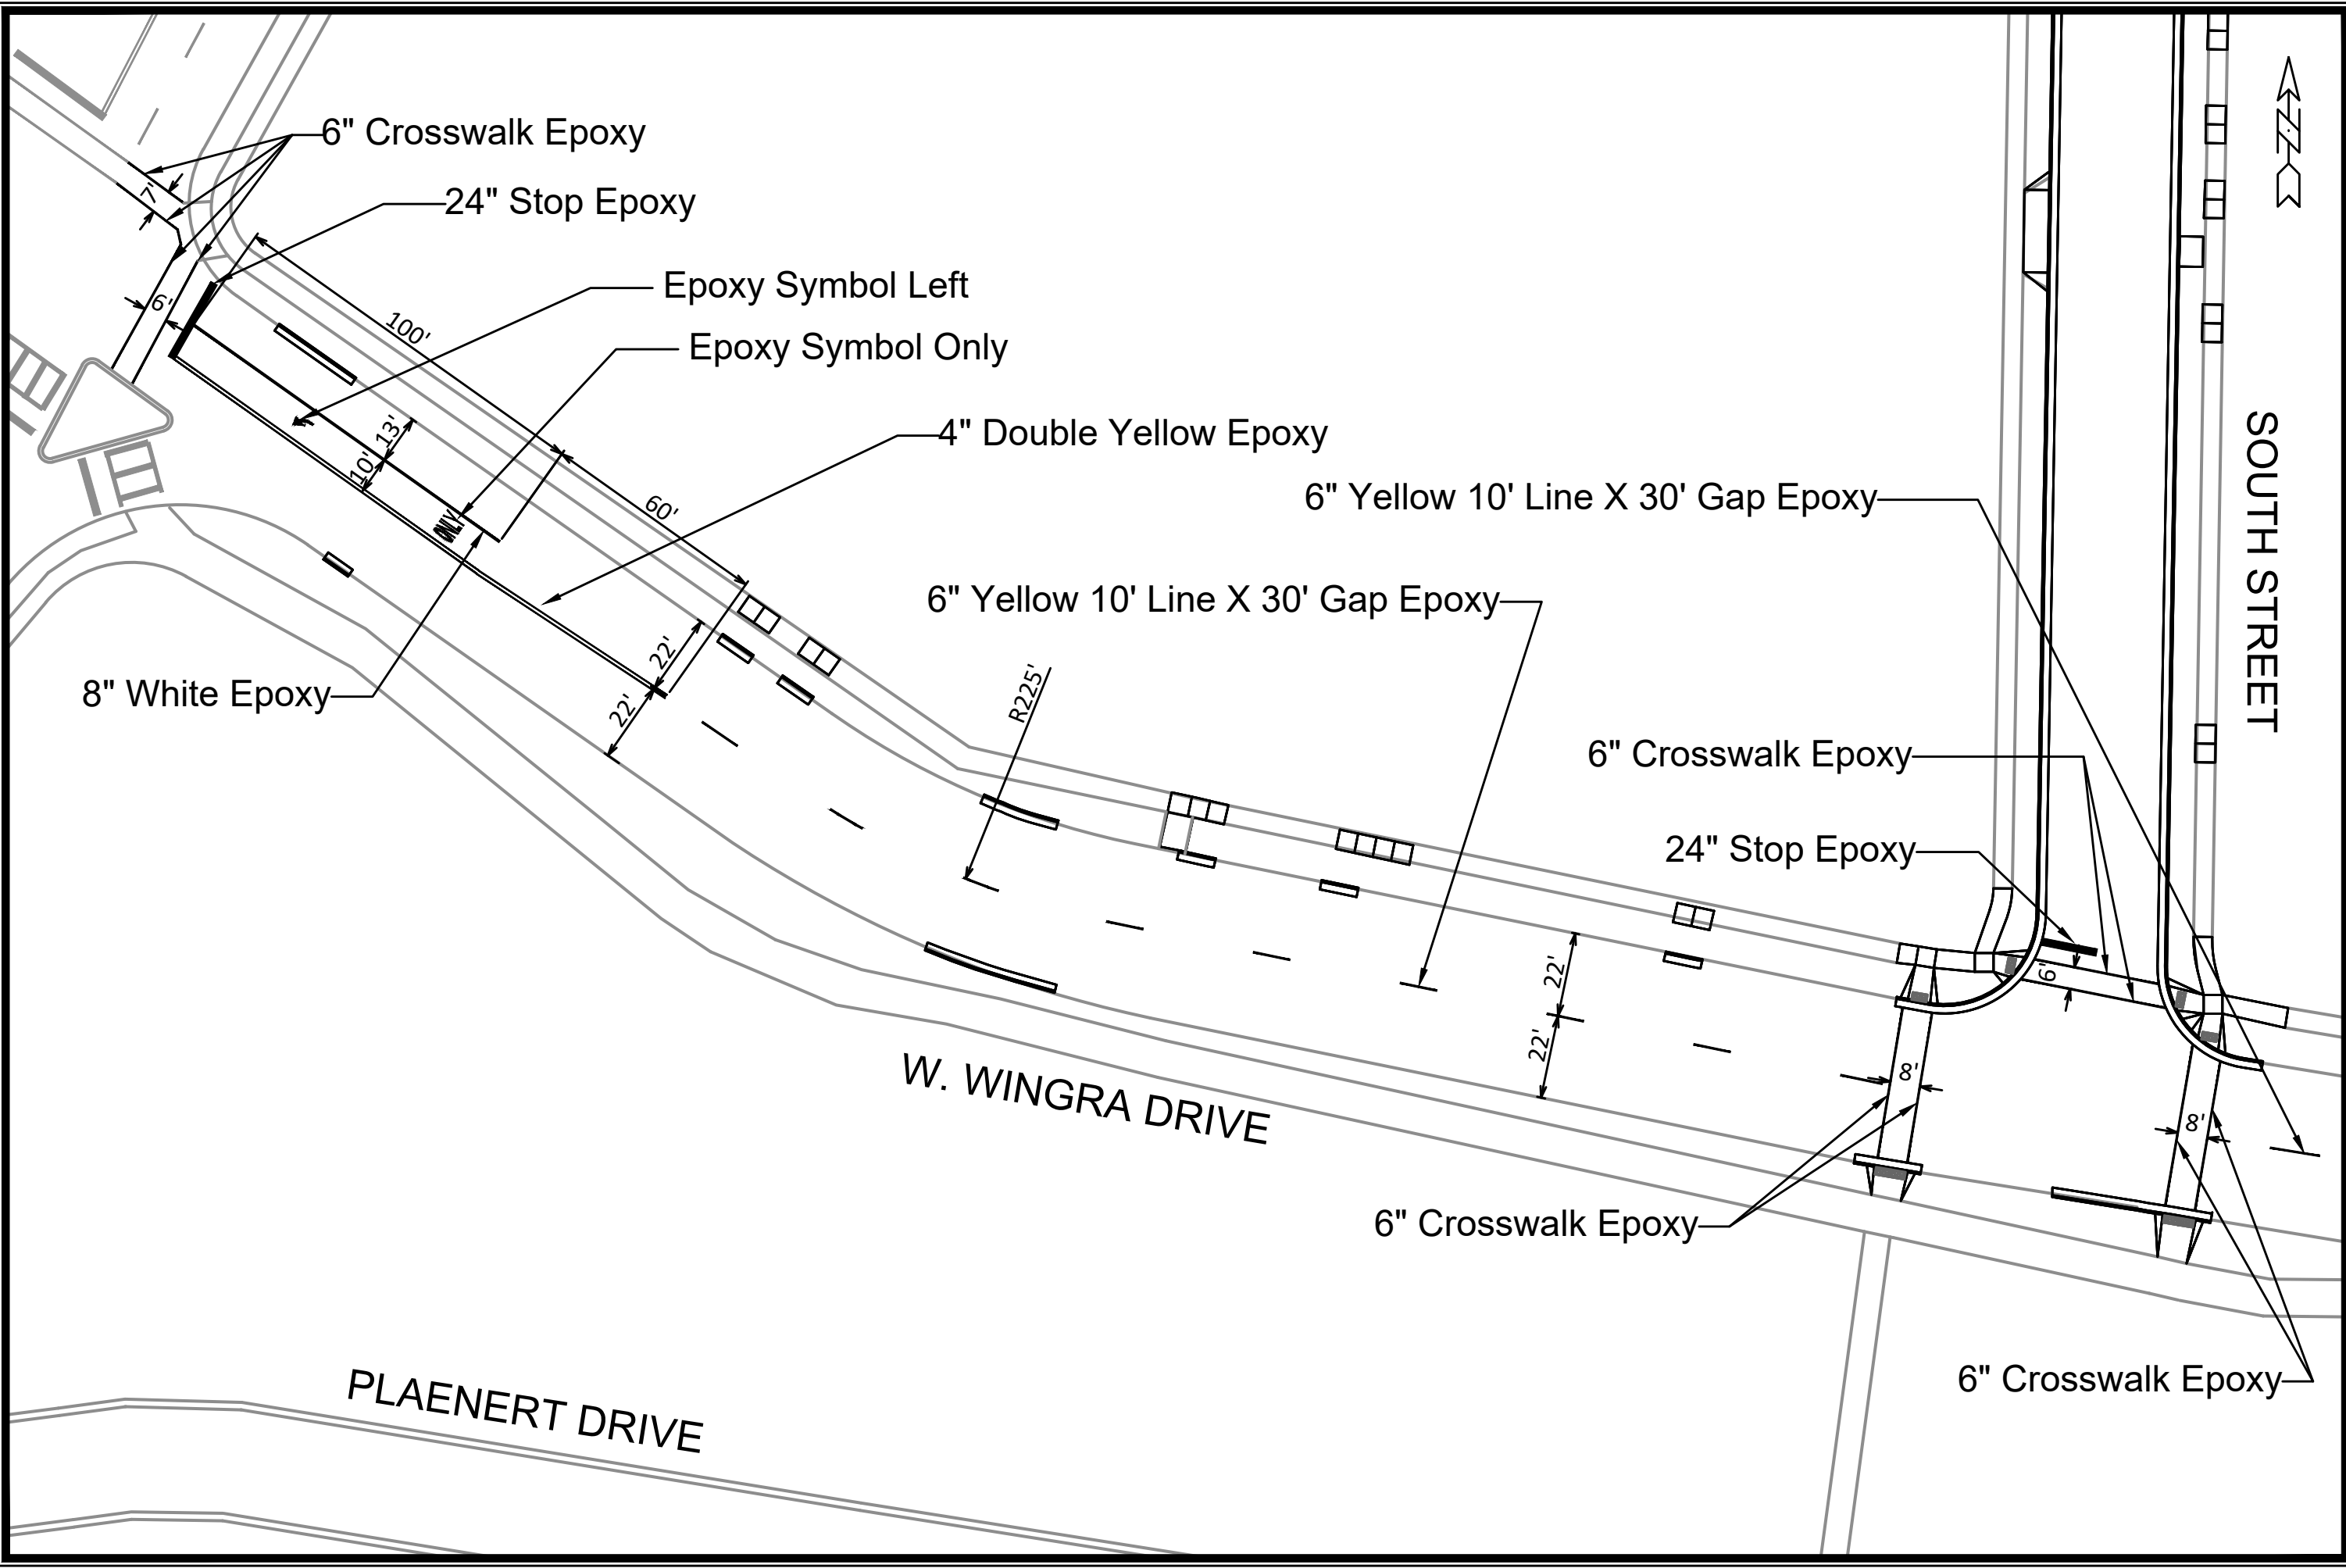 6" Crosswalk Epoxy
7'
24" Stop Epoxy
Epoxy Symbol Left
6'
100'
Epoxy Symbol Only
4" Double Yellow Epoxy
13'
10'
ONLY
60'
6" Yellow 10' Line X 30' Gap Epoxy
SOUTH STREET
N
6" Yellow 10' Line X 30' Gap Epoxy
22'
22'
8" White Epoxy
R225'
6" Crosswalk Epoxy
24" Stop Epoxy
6'
22'
22'
8'
8'
W. WINGRA DRIVE
6" Crosswalk Epoxy
6" Crosswalk Epoxy
PLAENERT DRIVE